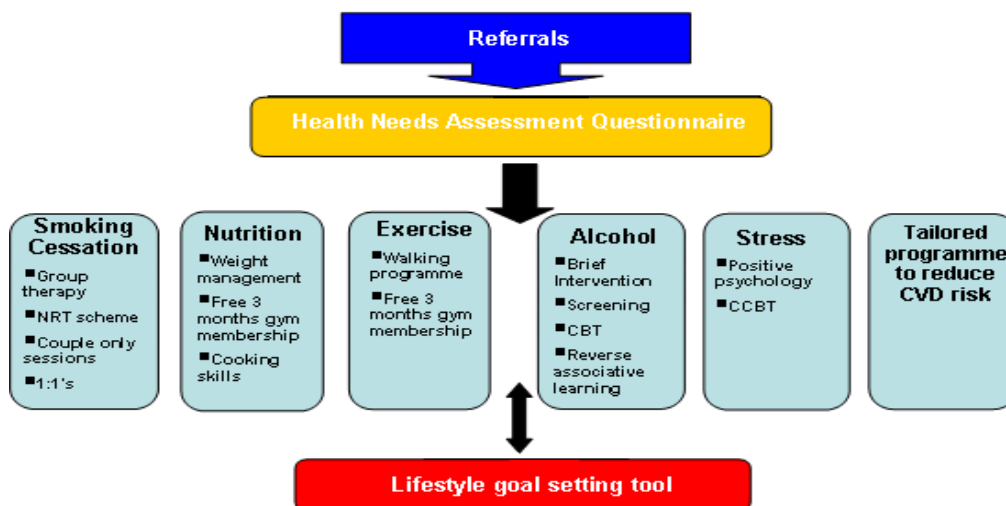 Referrals
Health Needs Assessment Questionnaire
Smoking
Cessation
▪Group
therapy
▪NRT scheme
▪Couple only
sessions
▪1:1's
Nutrition
▪Weight
management
▪Free 3
months gym
membership
▪Cooking
skills
Exercise
▪Walking
programme
▪Free 3
months gym
membership
Alcohol
▪Brief
Intervention
▪Screening
▪CBT
▪Reverse
associative
learning
Stress
▪Positive
psychology
▪CCBT
Tailored
programme
to reduce
CVD risk
Lifestyle goal setting tool